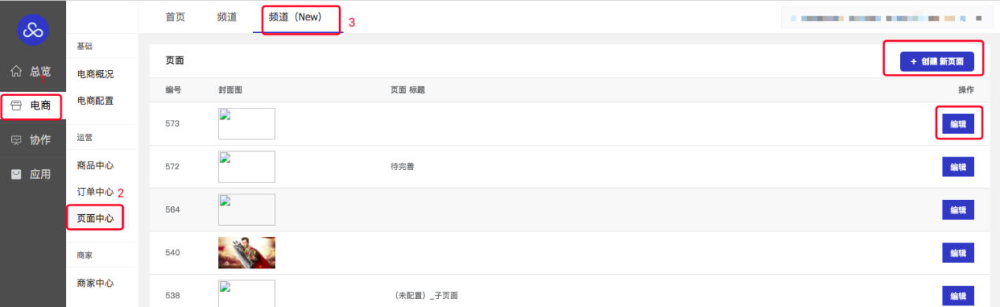 首页 频道 频道（New） 3
基础
总览 1
电商概况
电商配置
电商
运营
协作
商品中心
应用
订单中心 2
页面中心
商家
商家中心
页面 + 创建 新页面
编号 封面图 页面 标题 操作
573 编辑
572 待完善 编辑
564 编辑
540 编辑
538 （未配置）_子页面 编辑